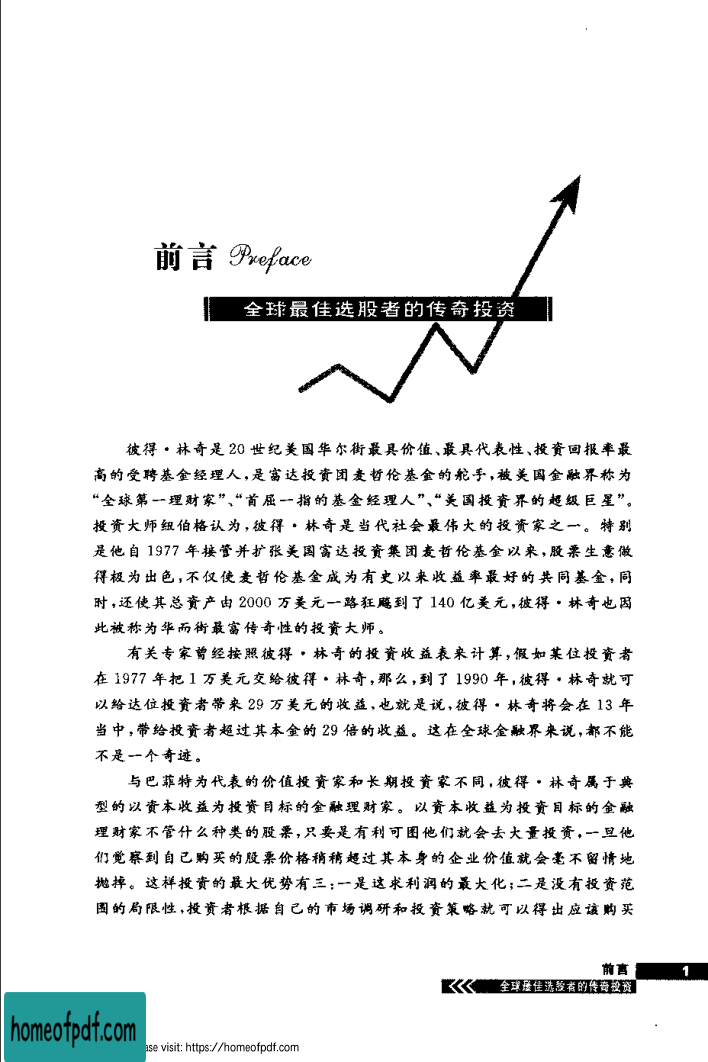 前言 Preface
全球最佳选股者的传奇投资
彼得·林奇是 20 世纪美国华尔街最具价值、最具代表性、投资回报率最
高的受聘基金经理人，是富达投资团麦哲伦基金的舵手，被美国金融界称为
“全球第一理财家”、“首屈一指的基金经理人”、“美国投资界的超级巨星”。
投资大师纽伯格认为，彼得·林奇是当代社会最伟大的投资家之一。特别
是他自 1977 年接管并扩张美国富达投资集团麦哲伦基金以来，股票生意做
得极为出色，不仅使麦哲伦基金成为有史以来收益率最好的共同基金，同
时，还使其总资产由 2000 万美元一路狂飚到了 140 亿美元，彼得·林奇也因
此被称为华而街最富传奇性的投资大师。
有关专家曾经按照彼得·林奇的投资收益表来计算，假如某位投资者
在 1977 年把 1 万美元交给彼得·林奇，那么，到了 1990 年，彼得·林奇就可
以给达位投资者带来 29 万美元的收益，也就是说，彼得·林奇将会在 13 年
当中，带给投资者超过其本金的 29 倍的收益。这在全球金融界来说，都不能
不是一个奇迹。
与巴菲特为代表的价值投资家和长期投资家不同，彼得·林奇属于典
型的以资本收益为投资目标的金融理财家。以资本收益为投资目标的金融
理财家不管什么种类的股票，只要是有利可图他们就会去大量投资，一旦他
们觉察到自己购买的股票价格稍稍超过其本身的企业价值就会毫不留情地
抛掉。这样投资的最大优势有三：一是追求利润的最大化；二是没有投资范
围的局限性，投资者根据自己的市场调研和投资策略就可以得出应该购买
前言 1
全球最佳选股者的传奇投资
homeofpdf.com
ase visit: https://homeofpdf.com